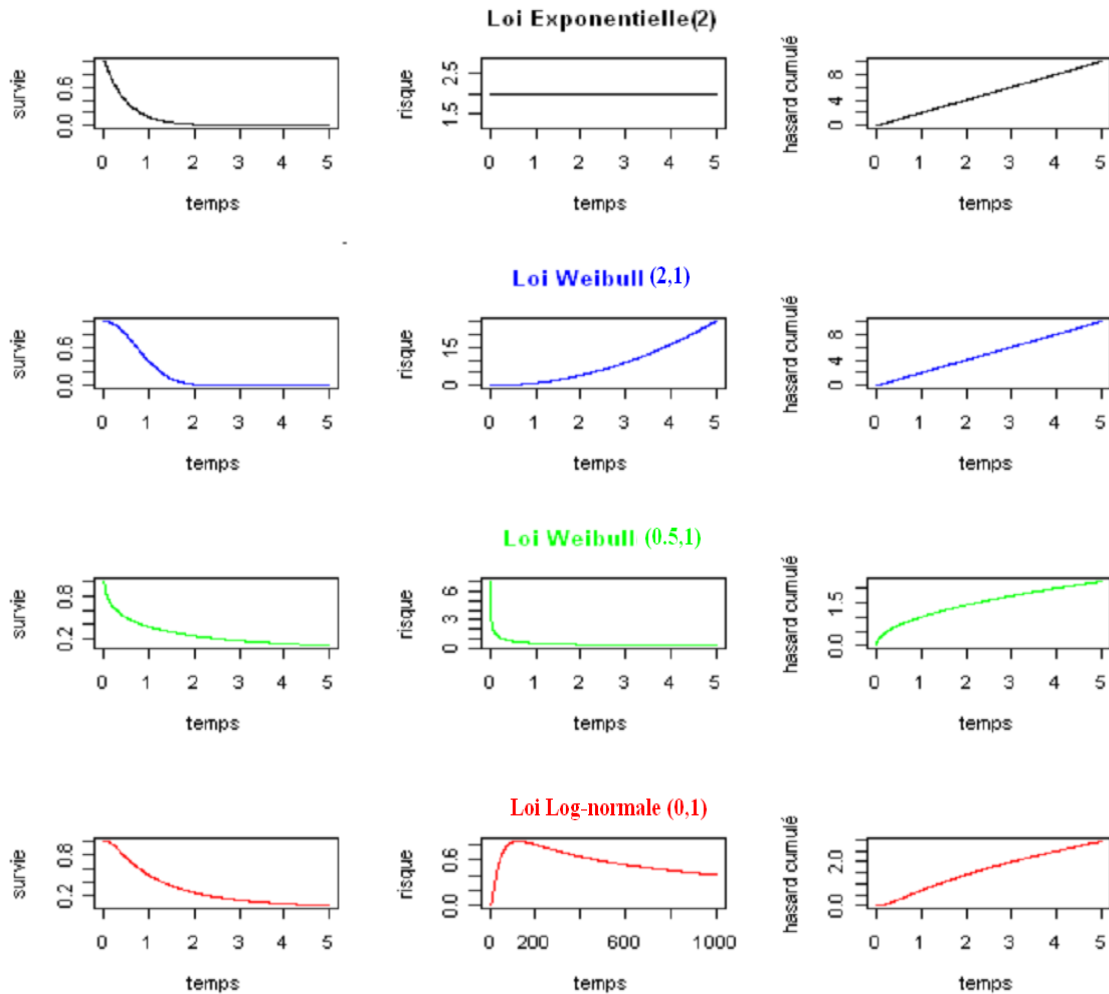 Loi Exponentielle(2)
survie
0.0 0.6
0 1 2 3 4 5
temps
risque
1.5 2.5
0 1 2 3 4 5
temps
hasard cumulé
0 4 8
0 1 2 3 4 5
temps
Loi Weibull (2,1)
survie
0.0 0.6
0 1 2 3 4 5
temps
risque
0 15
0 1 2 3 4 5
temps
hasard cumulé
0 4 8
0 1 2 3 4 5
temps
Loi Weibull (0.5,1)
survie
0.2 0.8
0 1 2 3 4 5
temps
risque
0 3 6
0 1 2 3 4 5
temps
hasard cumulé
0.0 1.5
0 1 2 3 4 5
temps
Loi Log-normale (0,1)
survie
0.2 0.8
0 1 2 3 4 5
temps
risque
0.0 0.6
0 200 600 1000
temps
hasard cumulé
0.0 2.0
0 1 2 3 4 5
temps